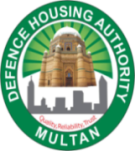 DEFENCE HOUSING AUTHORITY
Quality, Reliability, Trust
MULTAN